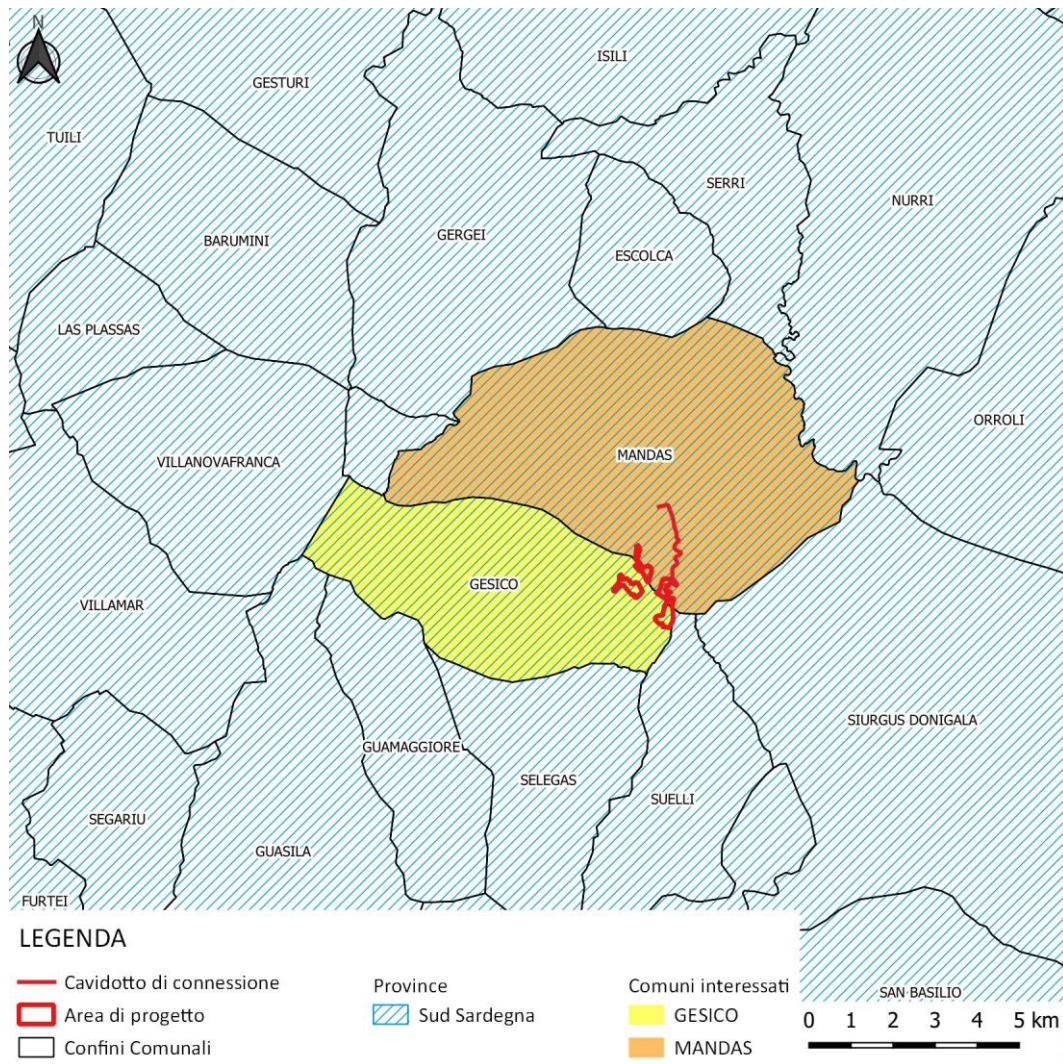 N
ISILI
GESTURI
TUILI
SERRI
NURRI
GERGEI
BARUMINI
ESCOLCA
LAS PLASSAS
ORROLI
MANDAS
VILLANOVAFRANCA
GESICO
VILLAMAR
SIURGUS DONIGALA
GUAMAGGIORE
SELEGAS
SUELLI
SEGARIU
GUASILA
FURTEI
SAN BASILIO
LEGENDA
Cavidotto di connessione
Area di progetto
Confini Comunali
Province
Sud Sardegna
Comuni interessati
GESICO
MANDAS
0 1 2 3 4 5 km